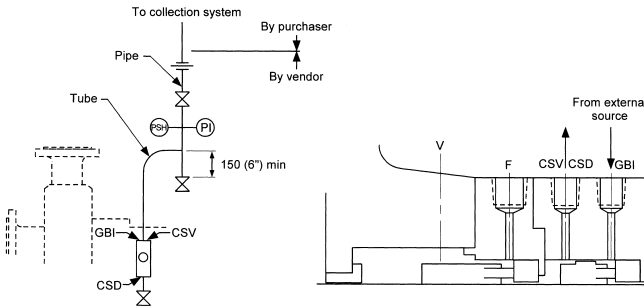 To collection system
By purchaser
By vendor
Pipe
Tube
PSH
PI
150 (6") min
GBI
CSV
CSD
V
F
CSV
CSD
GBI
From external
source